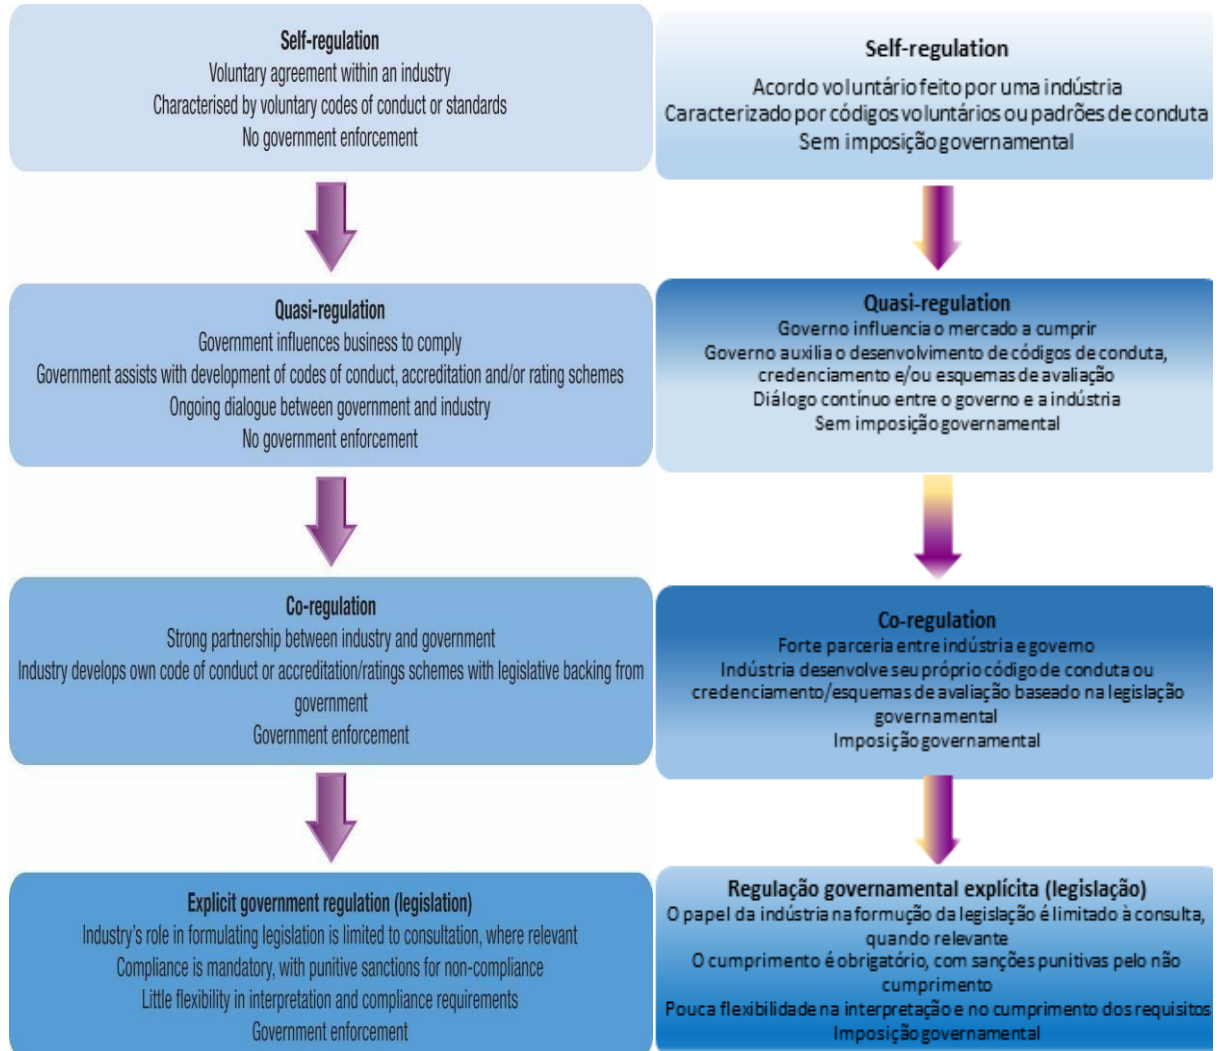 Self-regulation
Voluntary agreement within an industry
Characterised by voluntary codes of conduct or standards
No government enforcement
Quasi-regulation
Government influences business to comply
Government assists with development of codes of conduct, accreditation and/or rating schemes
Ongoing dialogue between government and industry
No government enforcement
Co-regulation
Strong partnership between industry and government
Industry develops own code of conduct or accreditation/ratings schemes with legislative backing from
government
Government enforcement
Explicit government regulation (legislation)
Industry's role in formulating legislation is limited to consultation, where relevant
Compliance is mandatory, with punitive sanctions for non-compliance
Little flexibility in interpretation and compliance requirements
Government enforcement
Self-regulation
Acordo voluntário feito por uma indústria
Caracterizado por códigos voluntários ou padrões de conduta
Sem imposição governamental
Quasi-regulation
Governo influencia o mercado a cumprir
Governo auxilia o desenvolvimento de códigos de conduta,
credenciamento e/ou esquemas de avaliação
Diálogo contínuo entre o governo e a indústria
Sem imposição governamental
Co-regulation
Forte parceria entre indústria e governo
Indústria desenvolve seu próprio código de conduta ou
credenciamento/esquemas de avaliação baseado na legislação
governamental
Imposição governamental
Regulação governamental explícita (legislação)
O papel da indústria na formução da legislação é limitado à consulta,
quando relevante
O cumprimento é obrigatório, com sanções punitivas pelo não
cumprimento
Pouca flexibilidade na interpretação e no cumprimento dos requisitos
Imposição governamental